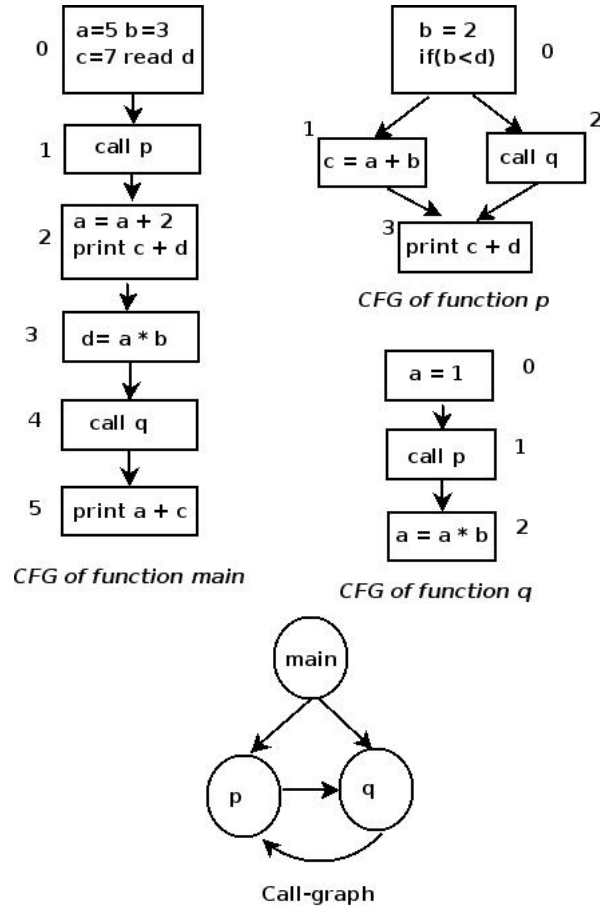 0
a=5 b=3
c=7 read d
1
call p
2
a = a + 2
print c + d
3
d= a * b
4
call q
5
print a + c
CFG of function main
b = 2
if(b<d)
0
1
c = a + b
2
call q
3
print c + d
CFG of function p
a = 1
0
call p
1
a = a * b
2
CFG of function q
main
p
q
Call-graph